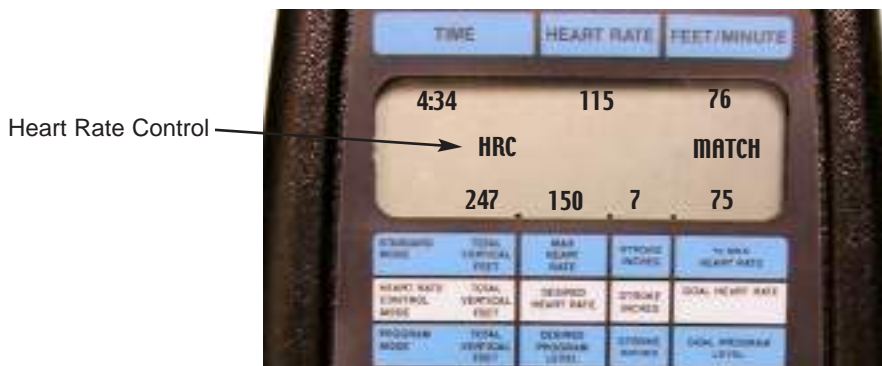 TIME HEART RATE FEET/MINUTE
4:34 115 76
Heart Rate Control
HRC MATCH
247 150 7 75
STANDARD MODE TOTAL VERTICAL FEET MAX HEART RATE STROKE INCHES % MAX HEART RATE
HEART RATE CONTROL MODE TOTAL VERTICAL FEET DESIRED HEART RATE STROKE INCHES GOAL HEART RATE
PROGRAM MODE TOTAL VERTICAL FEET DESIRED PROGRAM LEVEL STROKE INCHES GOAL PROGRAM LEVEL